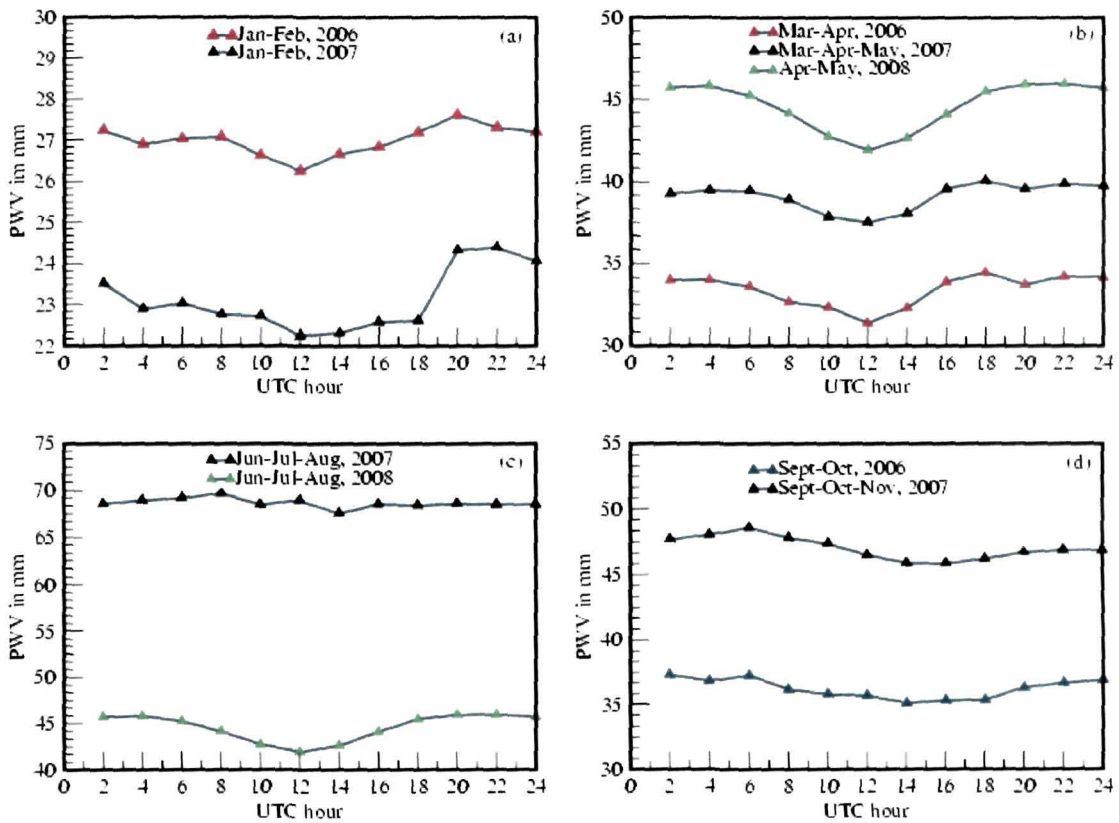 30
29
28
27
26
25
24
23
22
PWV im mm
Jan-Feb, 2006
Jan-Feb, 2007
(a)
0 2 4 6 8 10 12 14 16 18 20 22 24
UTC hour
50
45
40
35
30
PWV im mm
Mar-Apr, 2006
Mar-Apr-May, 2007
Apr-May, 2008
(b)
0 2 4 6 8 10 12 14 16 18 20 22 24
UTC hour
75
70
65
60
55
50
45
40
PWV in mm
Jun-Jul-Aug, 2007
Jun-Jul-Aug, 2008
(c)
0 2 4 6 8 10 12 14 16 18 20 22 24
UTC hour
55
50
45
40
35
30
PWV in mm
Sept-Oct, 2006
Sept-Oct-Nov, 2007
(d)
0 2 4 6 8 10 12 14 16 18 20 22 24
UTC hour